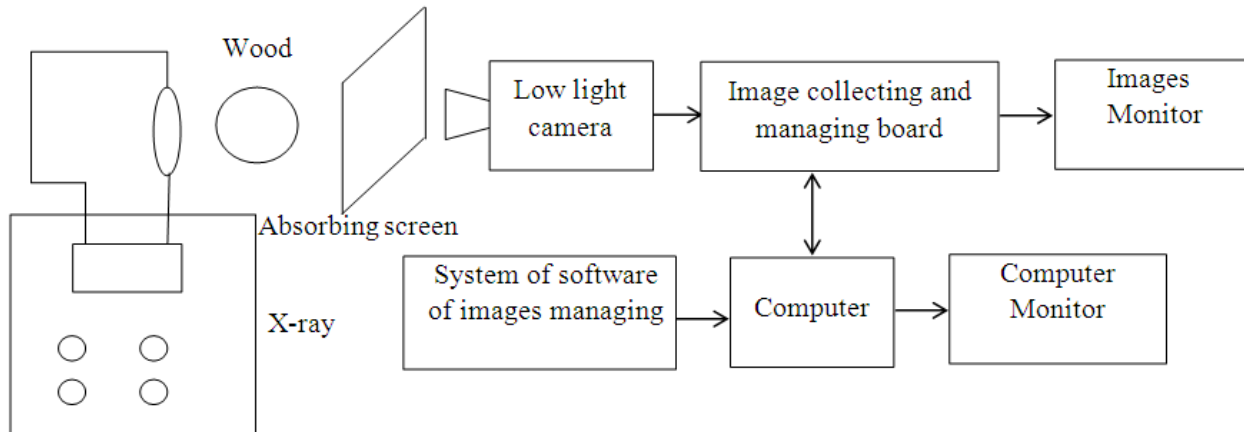 Wood
Low light
camera
Image collecting and
managing board
Images
Monitor
Absorbing screen
System of software
of images managing
Computer
Computer
Monitor
X-ray